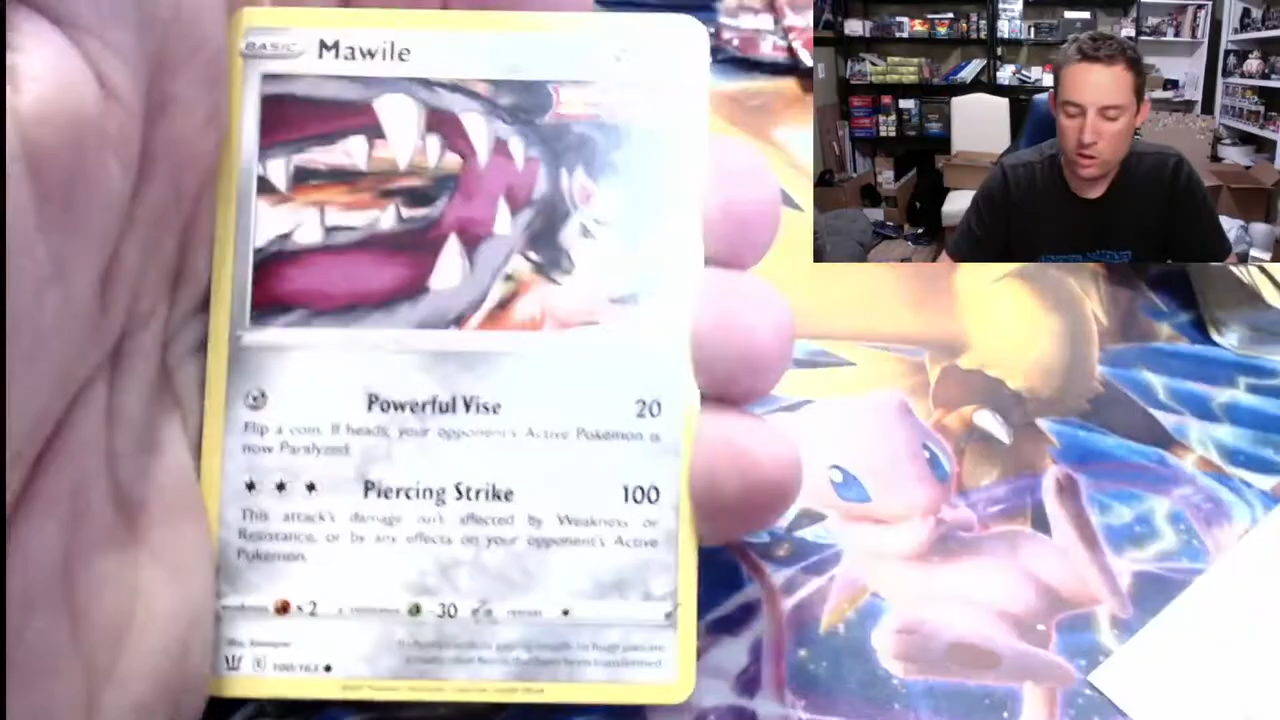 BASIC Mawile
Powerful Vise 20
Flip a coin. If heads, your opponent's Active Pokémon is
now Paralyzed.
Piercing Strike 100
This attack's damage isn't affected by Weakness or
Resistance, or by any effects on your opponent's Active
Pokémon.
×2 -30
100/163